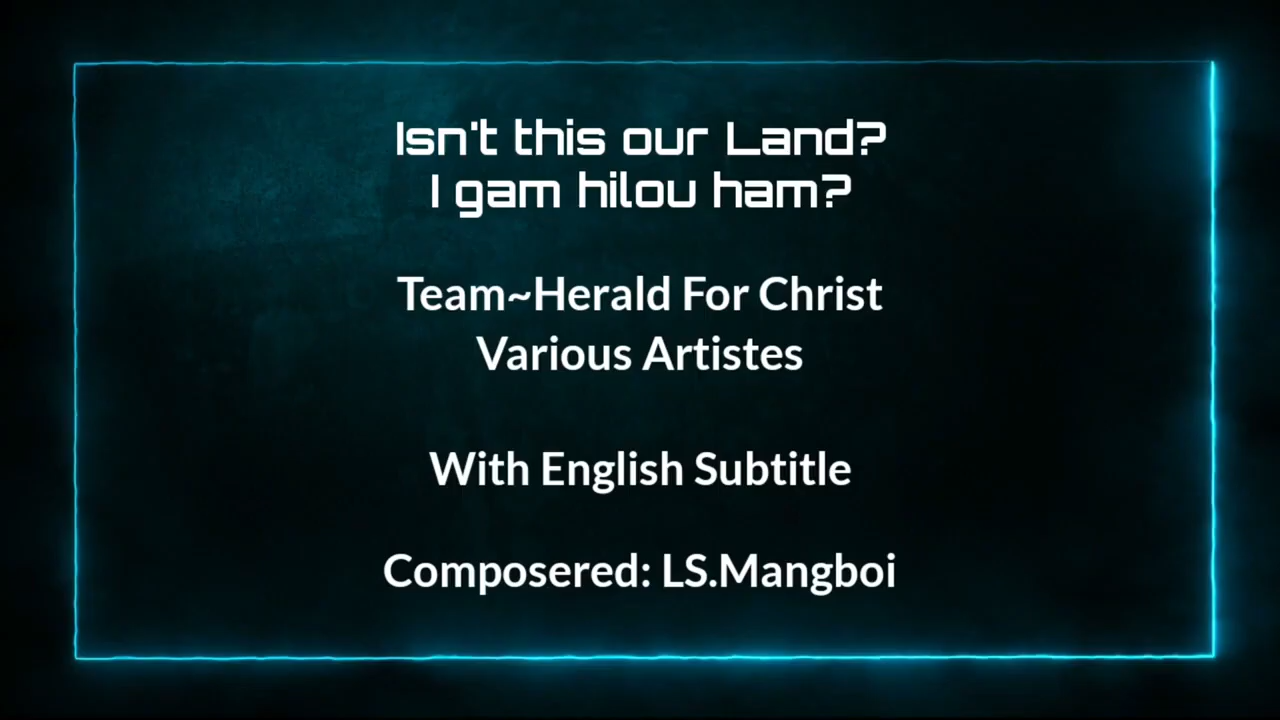 Isn't this our Land?
I gam hilou ham?
Team~Herald For Christ
Various Artistes
With English Subtitle
Composered: LS.Mangboi